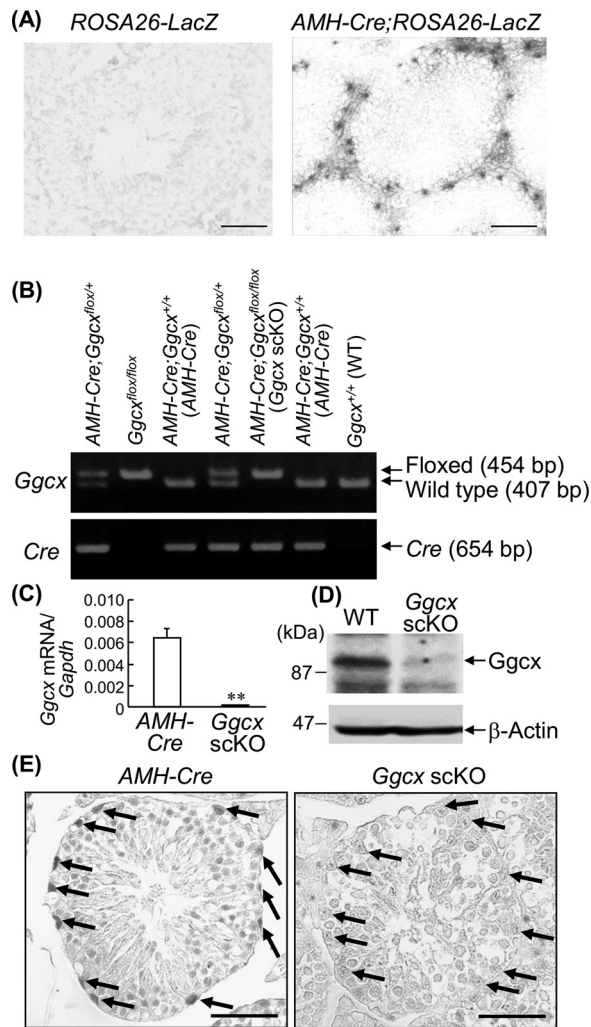 (A)
ROSA26-LacZ
AMH-Cre;ROSA26-LacZ
(B)
AMH-Cre;Ggcx^flox/+
Ggcx^flox/flox
AMH-Cre;Ggcx^+/+
(AMH-Cre)
AMH-Cre;Ggcx^flox/+
AMH-Cre;Ggcx^flox/flox
(Ggcx scKO)
AMH-Cre;Ggcx^+/+
(AMH-Cre)
Ggcx^+/+ (WT)
Ggcx
Floxed (454 bp)
Wild type (407 bp)
Cre
Cre (654 bp)
(C)
Ggcx mRNA/
Gapdh
0.010
0.008
0.006
0.004
0.002
0
**
AMH-
Cre
Ggcx
scKO
(D)
(kDa)
WT
Ggcx
scKO
87
Ggcx
47
β-Actin
(E)
AMH-Cre
Ggcx scKO